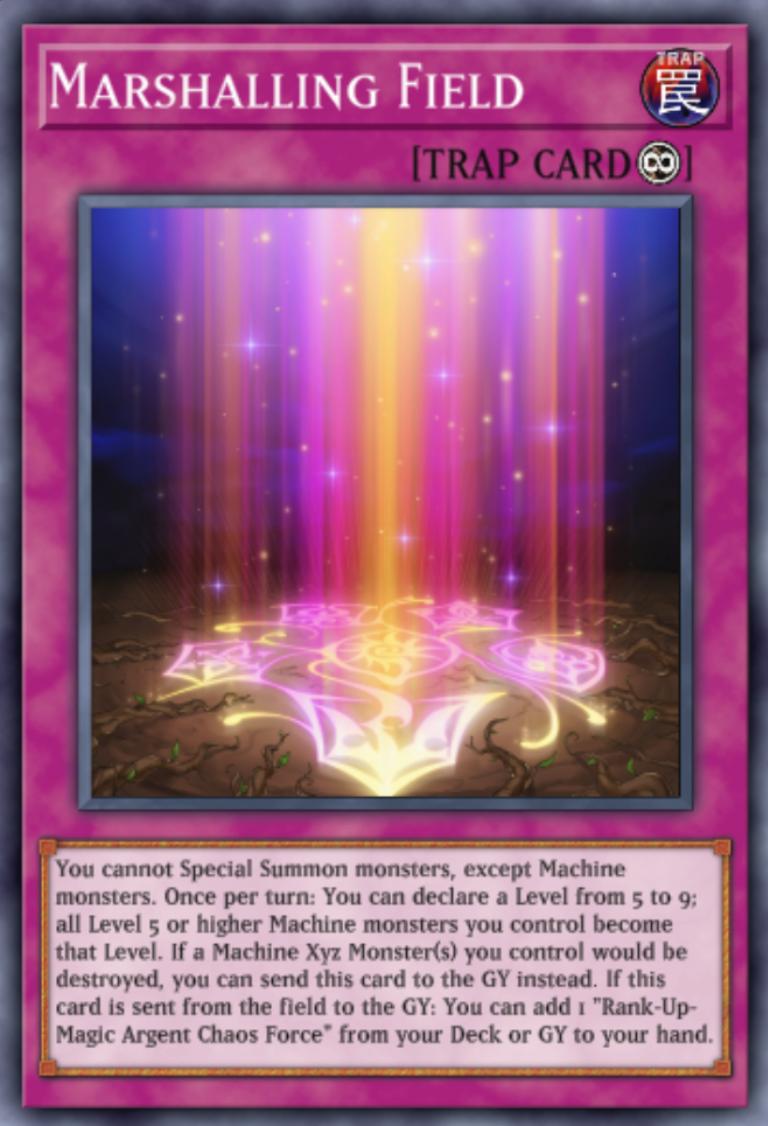 Marshalling Field
TRAP
罠
[TRAP CARD]
You cannot Special Summon monsters, except Machine
monsters. Once per turn: You can declare a Level from 5 to 9;
all Level 5 or higher Machine monsters you control become
that Level. If a Machine Xyz Monster(s) you control would be
destroyed, you can send this card to the GY instead. If this
card is sent from the field to the GY: You can add 1 "Rank-Up-
Magic Argent Chaos Force" from your Deck or GY to your hand.